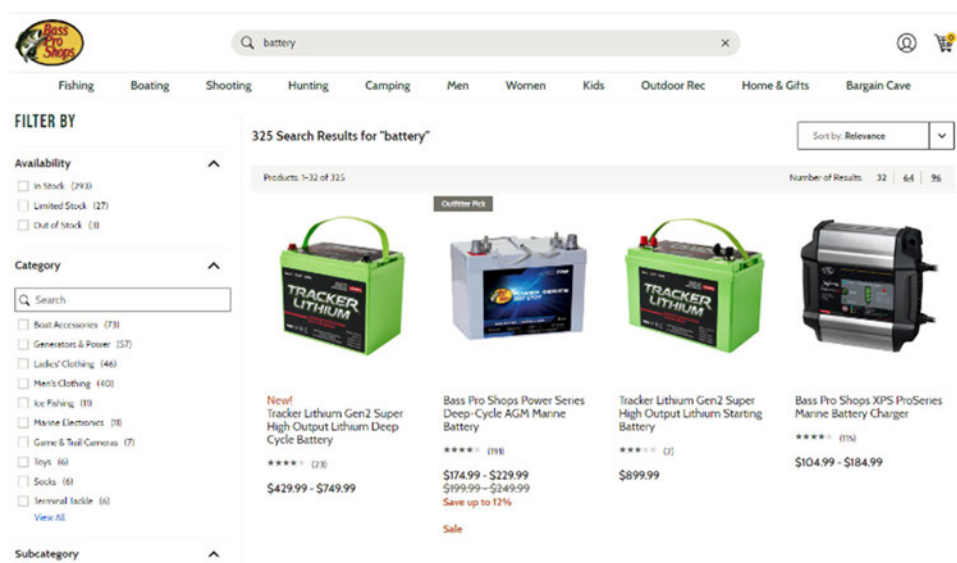 Bass
Pro
Shops
battery
Fishing Boating Shooting Hunting Camping Men Women Kids Outdoor Rec Home & Gifts Bargain Cave
FILTER BY
325 Search Results for "battery"
Sort by: Relevance
Availability
Products: 1-32 of 325
Number of Results: 32 | 64 | 96
In Stock (293)
Limited Stock (27)
Out of Stock (3)
Category
Search
Boat Accessories (73)
Generators & Power (57)
Ladies' Clothing (46)
Men's Clothing (40)
Ice Fishing (11)
Marine Electronics (11)
Game & Trail Cameras (7)
Toys (6)
Socks (6)
Terminal Tackle (6)
View All
Subcategory
TRACKER
LITHIUM
New!
Tracker Lithium Gen2 Super
High Output Lithium Deep
Cycle Battery
(23)
$429.99 - $749.99
Outfitter Pick
POWER SERIES
Bass Pro Shops Power Series
Deep-Cycle AGM Marine
Battery
(191)
$174.99 - $229.99
$199.99 - $249.99
Save up to 12%
Sale
TRACKER
LITHIUM
Tracker Lithium Gen2 Super
High Output Lithium Starting
Battery
(2)
$899.99
Bass Pro Shops XPS ProSeries
Marine Battery Charger
(115)
$104.99 - $184.99